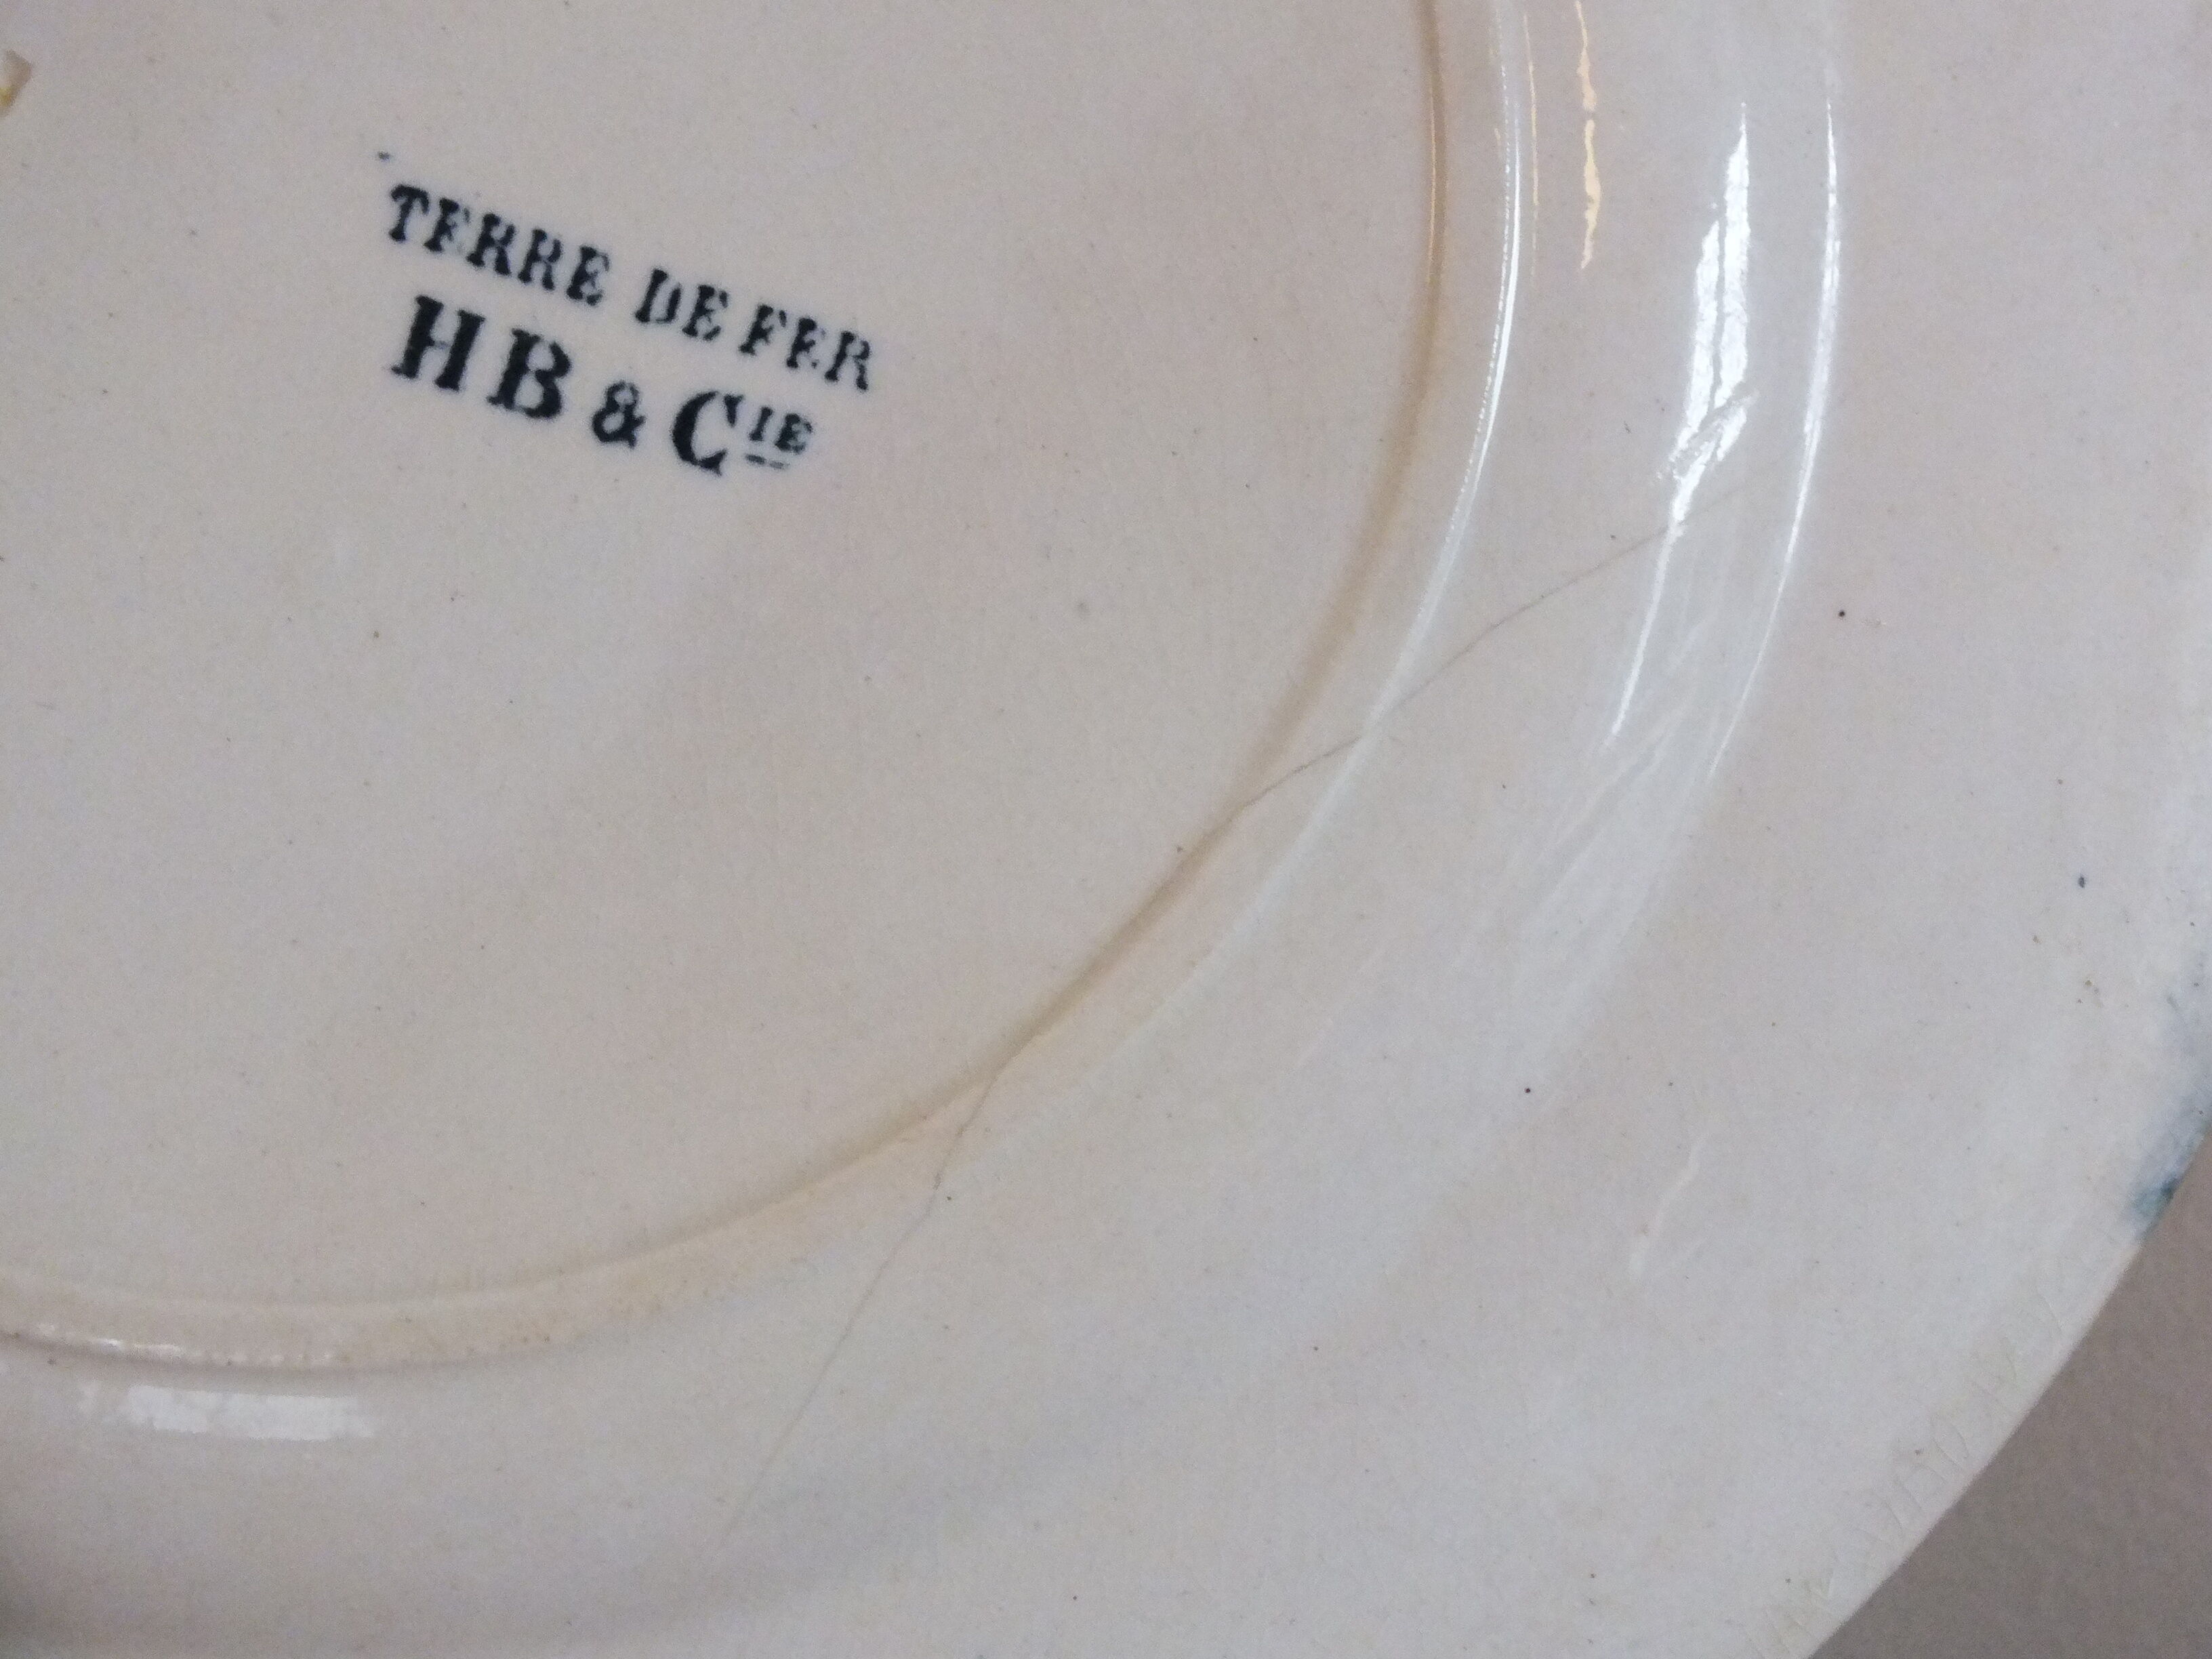 TERRE DE FER
HB & CIE